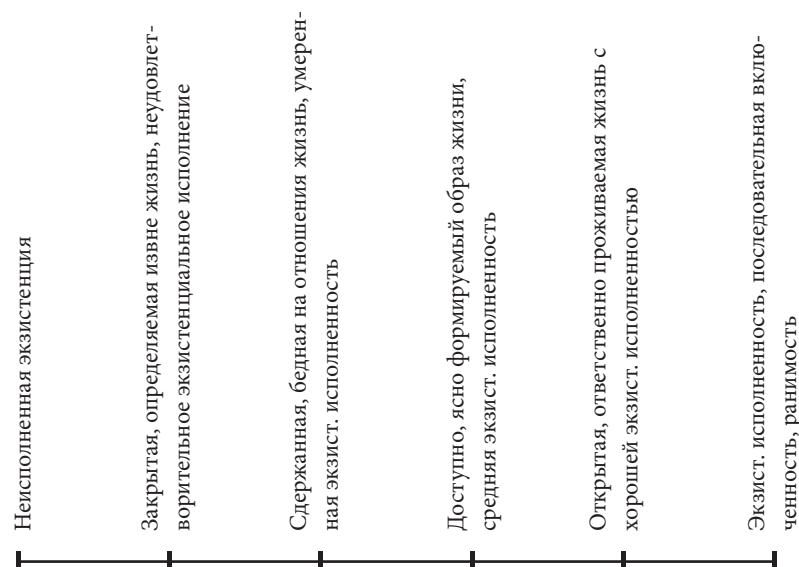 Неисполненная экзистенция
Закрытая, определяемая извне жизнь, неудовлет-
ворительное экзистенциальное исполнение
Сдержанная, бедная на отношения жизнь, умерен-
ная экзист. исполненность
Доступно, ясно формируемый образ жизни,
средняя экзист. исполненность
Открытая, ответственно проживаемая жизнь с
хорошей экзист. исполненностью
Экзист. исполненность, последовательная вклю-
ченность, ранимость